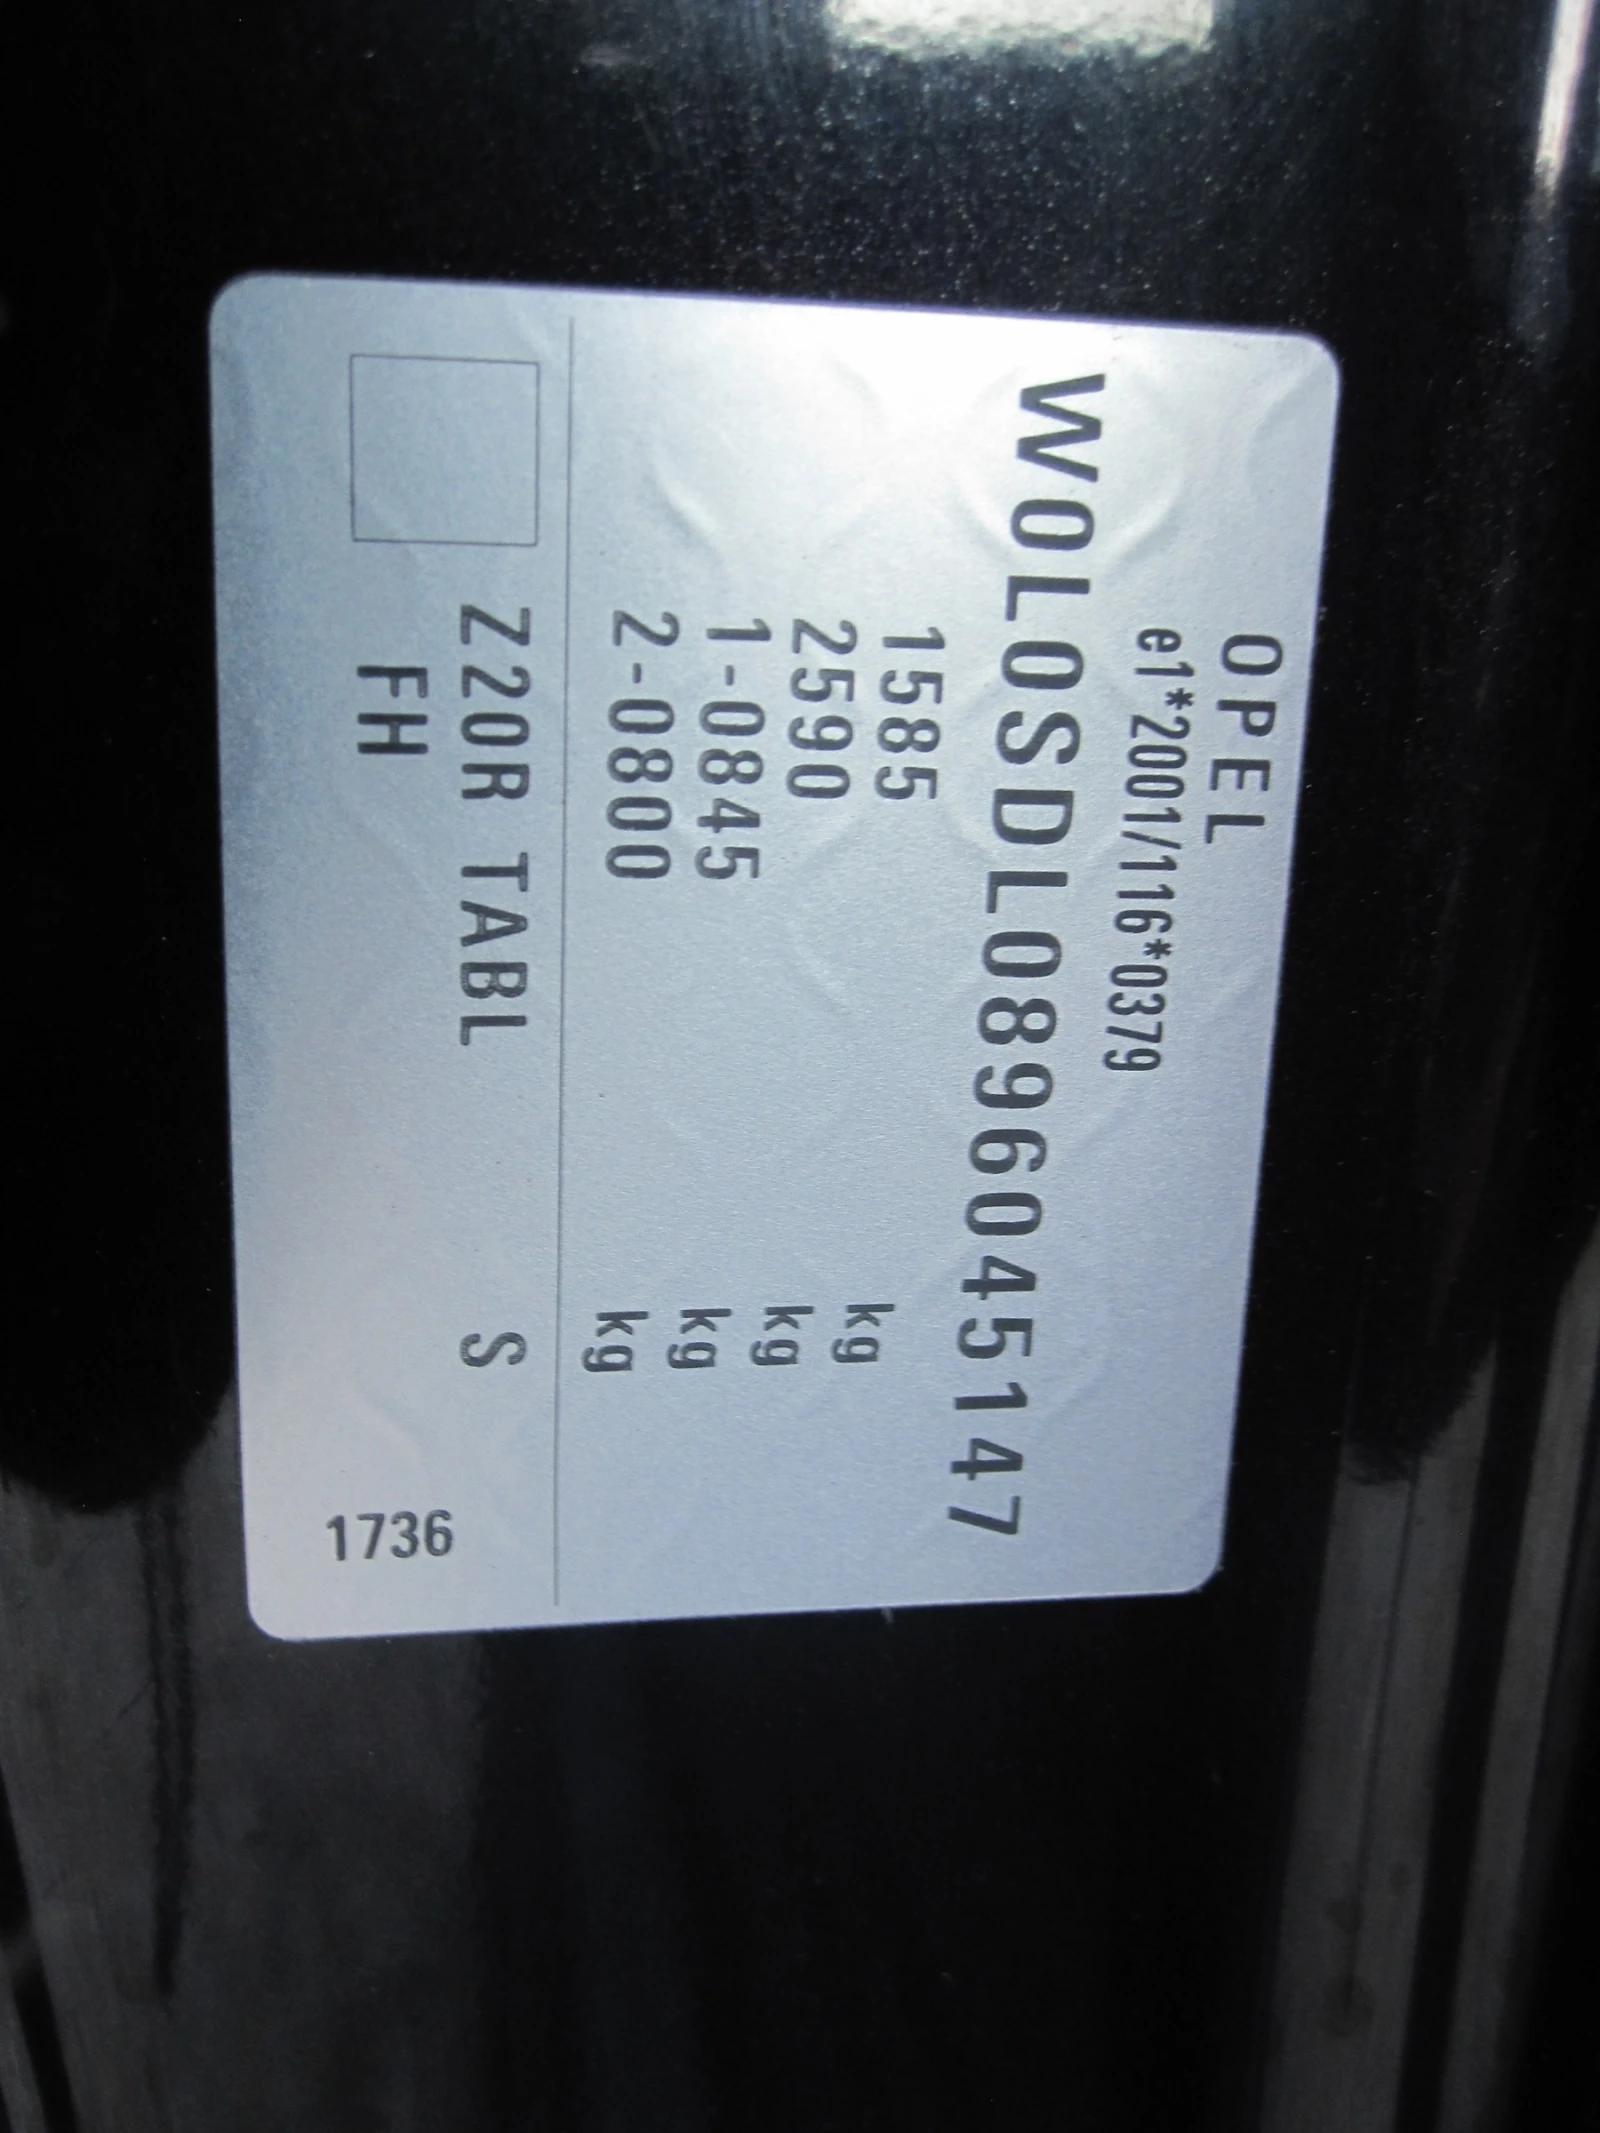 OPEL
e1*2001/116*0379
W0L0SDL0896045147
1585 kg
2590 kg
1-0845 kg
2-0800 kg
Z20R TABL S
FH
1736